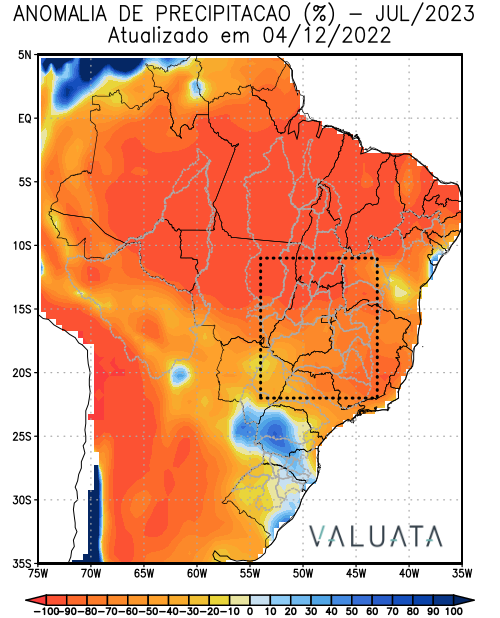 ANOMALIA DE PRECIPITACAO (%) – JUL/2023
Atualizado em 04/12/2022
5N
EQ
5S
10S
15S
20S
25S
30S
35S
VALUATA
75W 70W 65W 60W 55W 50W 45W 40W 35W
-100 -90 -80 -70 -60 -50 -40 -30 -20 -10 0 10 20 30 40 50 60 70 80 90 100